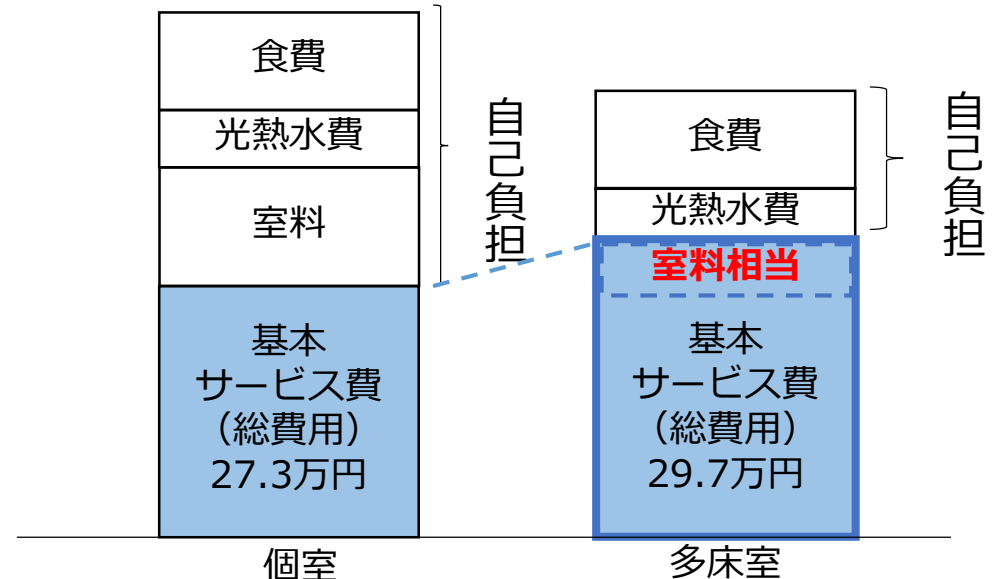 食費
光熱水費
室料
自己負担
基本
サービス費
（総費用）
27.3万円
個室
食費
光熱水費
自己負担
室料相当
基本
サービス費
（総費用）
29.7万円
多床室